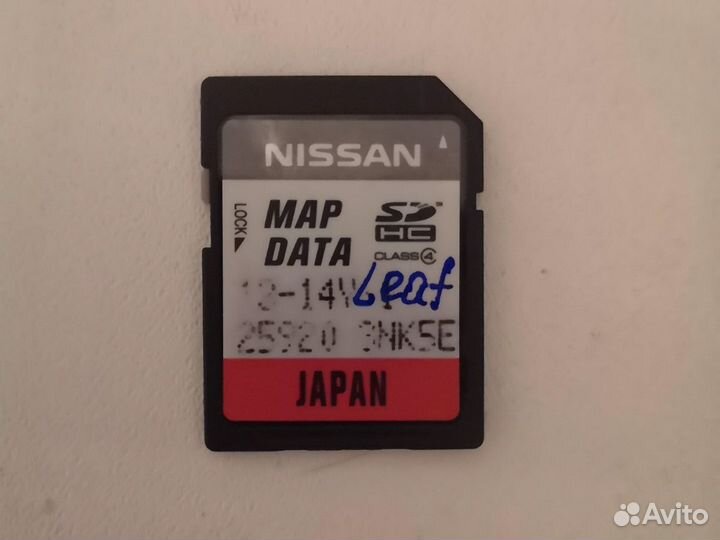 NISSAN
LOCK
MAP
DATA
SD
HC
CLASS 4
Leaf
25920 3NK5E
JAPAN
Avito